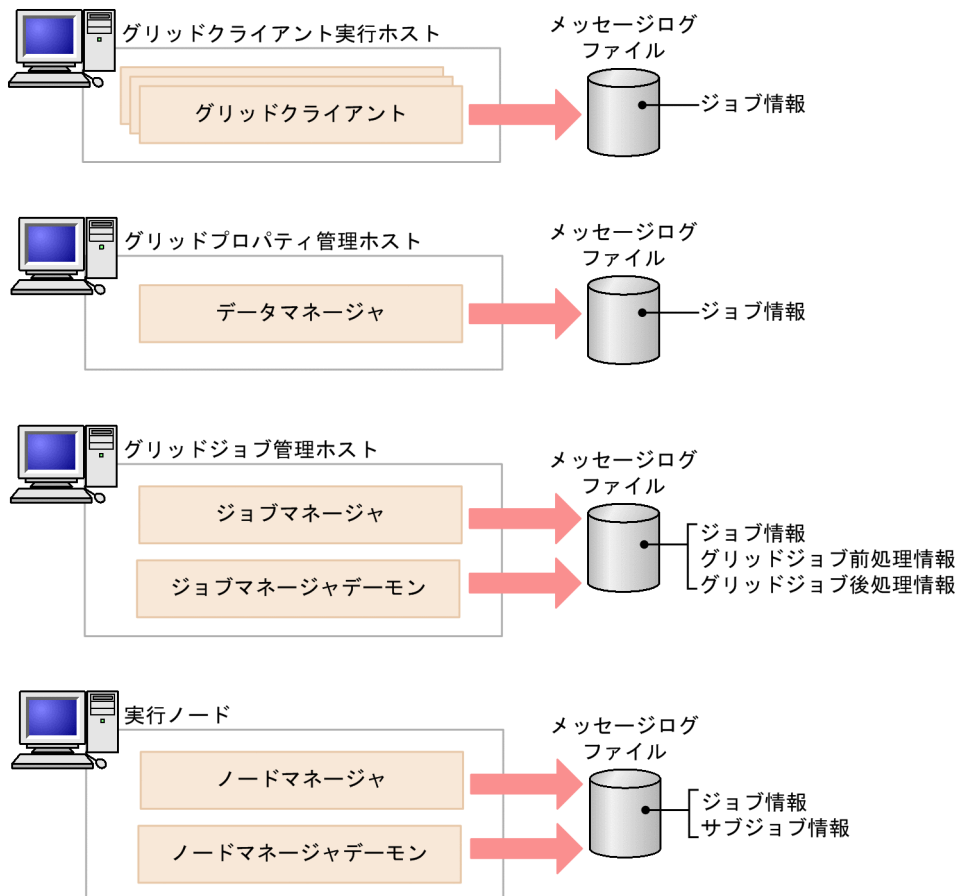 グリッドクライアント実行ホスト
メッセージログ
ファイル
グリッドクライアント
ジョブ情報
グリッドプロパティ管理ホスト
メッセージログ
ファイル
データマネージャ
ジョブ情報
グリッドジョブ管理ホスト
メッセージログ
ファイル
ジョブマネージャ
ジョブマネージャデーモン
ジョブ情報
グリッドジョブ前処理情報
グリッドジョブ後処理情報
実行ノード
メッセージログ
ファイル
ノードマネージャ
ノードマネージャデーモン
ジョブ情報
サブジョブ情報